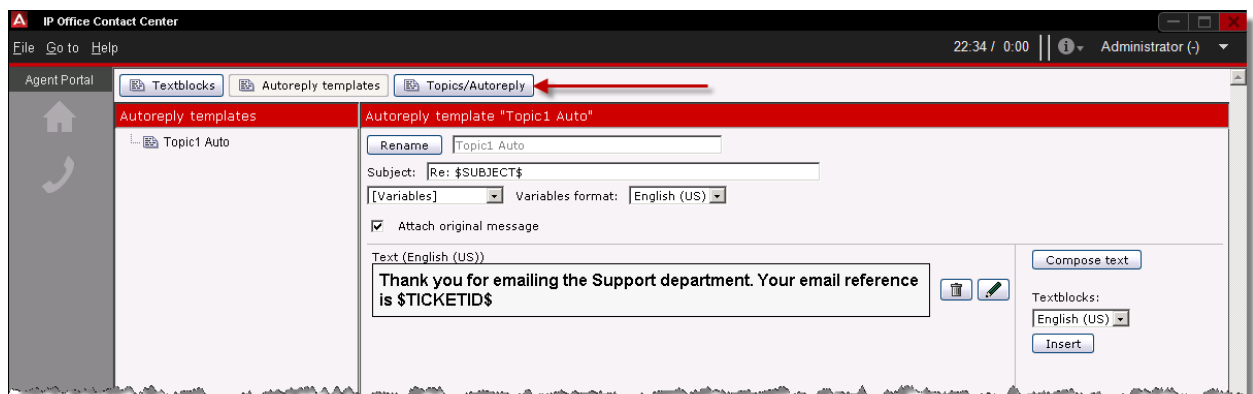 IP Office Contact Center
File Go to Help
22:34 / 0:00 Administrator (-)
Agent Portal
Textblocks Autoreply templates Topics/Autoreply
Autoreply templates
Topic1 Auto
Autoreply template "Topic1 Auto"
Rename Topic1 Auto
Subject: Re: $SUBJECT$
[Variables] Variables format: English (US)
Attach original message
Text (English (US))
Thank you for emailing the Support department. Your email reference
is $TICKETID$
Compose text
Textblocks:
English (US)
Insert